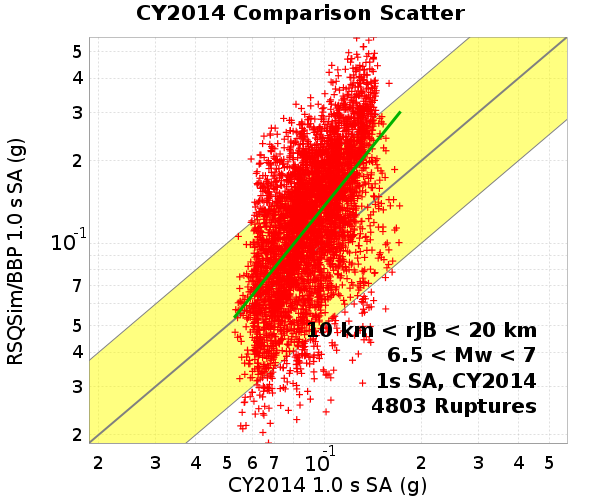 CY2014 Comparison Scatter
RSQSim/BBP 1.0 s SA (g)
5
4
3
2
10⁻¹
7
5
4
3
2
10 km < rJB < 20 km
6.5 < Mw < 7
1s SA, CY2014
4803 Ruptures
2 3 4 5 6 7 10⁻¹ 2 3 4 5
CY2014 1.0 s SA (g)